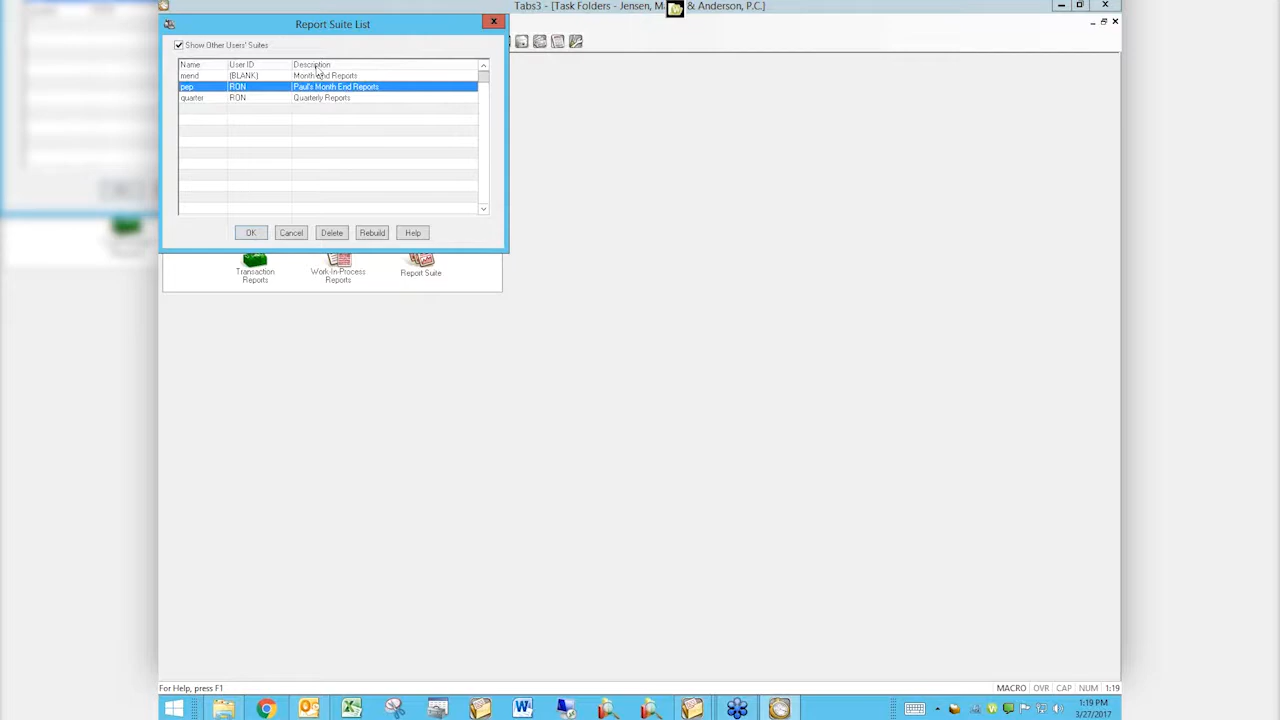 Tabs3 - [Task Folders - Jensen, M & Anderson, P.C.]
Report Suite List
Show Other Users' Suites
Name User ID Description
mend (BLANK) Month End Reports
pep RON Paul's Month End Reports
quarter RON Quarterly Reports
OK Cancel Delete Rebuild Help
Transaction Reports
Work-In-Process Reports
Report Suite
For Help, press F1
MACRO OVR CAP NUM 1:19
1:19 PM
3/27/2017